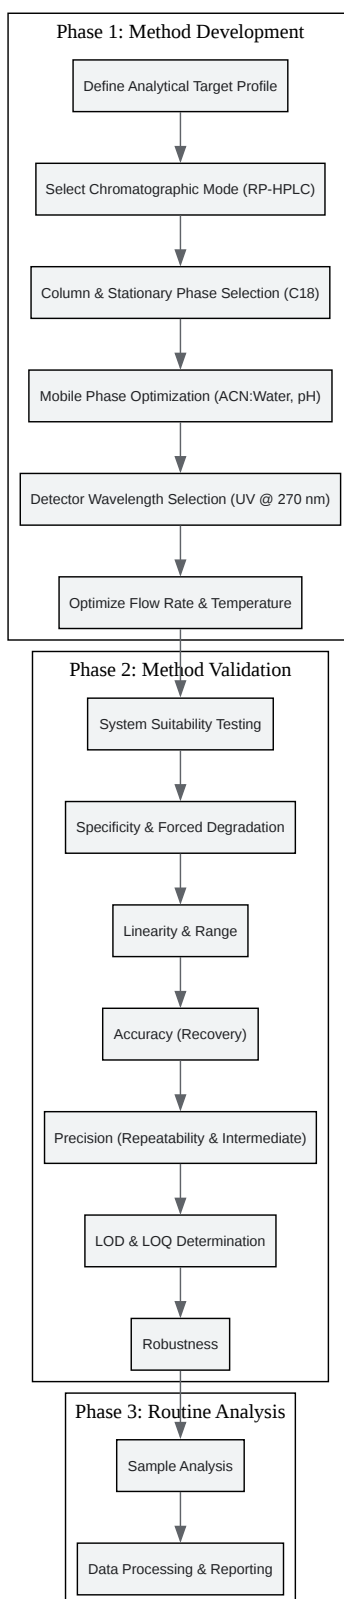 Phase 1: Method Development
Define Analytical Target Profile
Select Chromatographic Mode (RP-HPLC)
Column & Stationary Phase Selection (C18)
Mobile Phase Optimization (ACN:Water, pH)
Detector Wavelength Selection (UV @ 270 nm)
Optimize Flow Rate & Temperature
Phase 2: Method Validation
System Suitability Testing
Specificity & Forced Degradation
Linearity & Range
Accuracy (Recovery)
Precision (Repeatability & Intermediate)
LOD & LOQ Determination
Robustness
Phase 3: Routine Analysis
Sample Analysis
Data Processing & Reporting